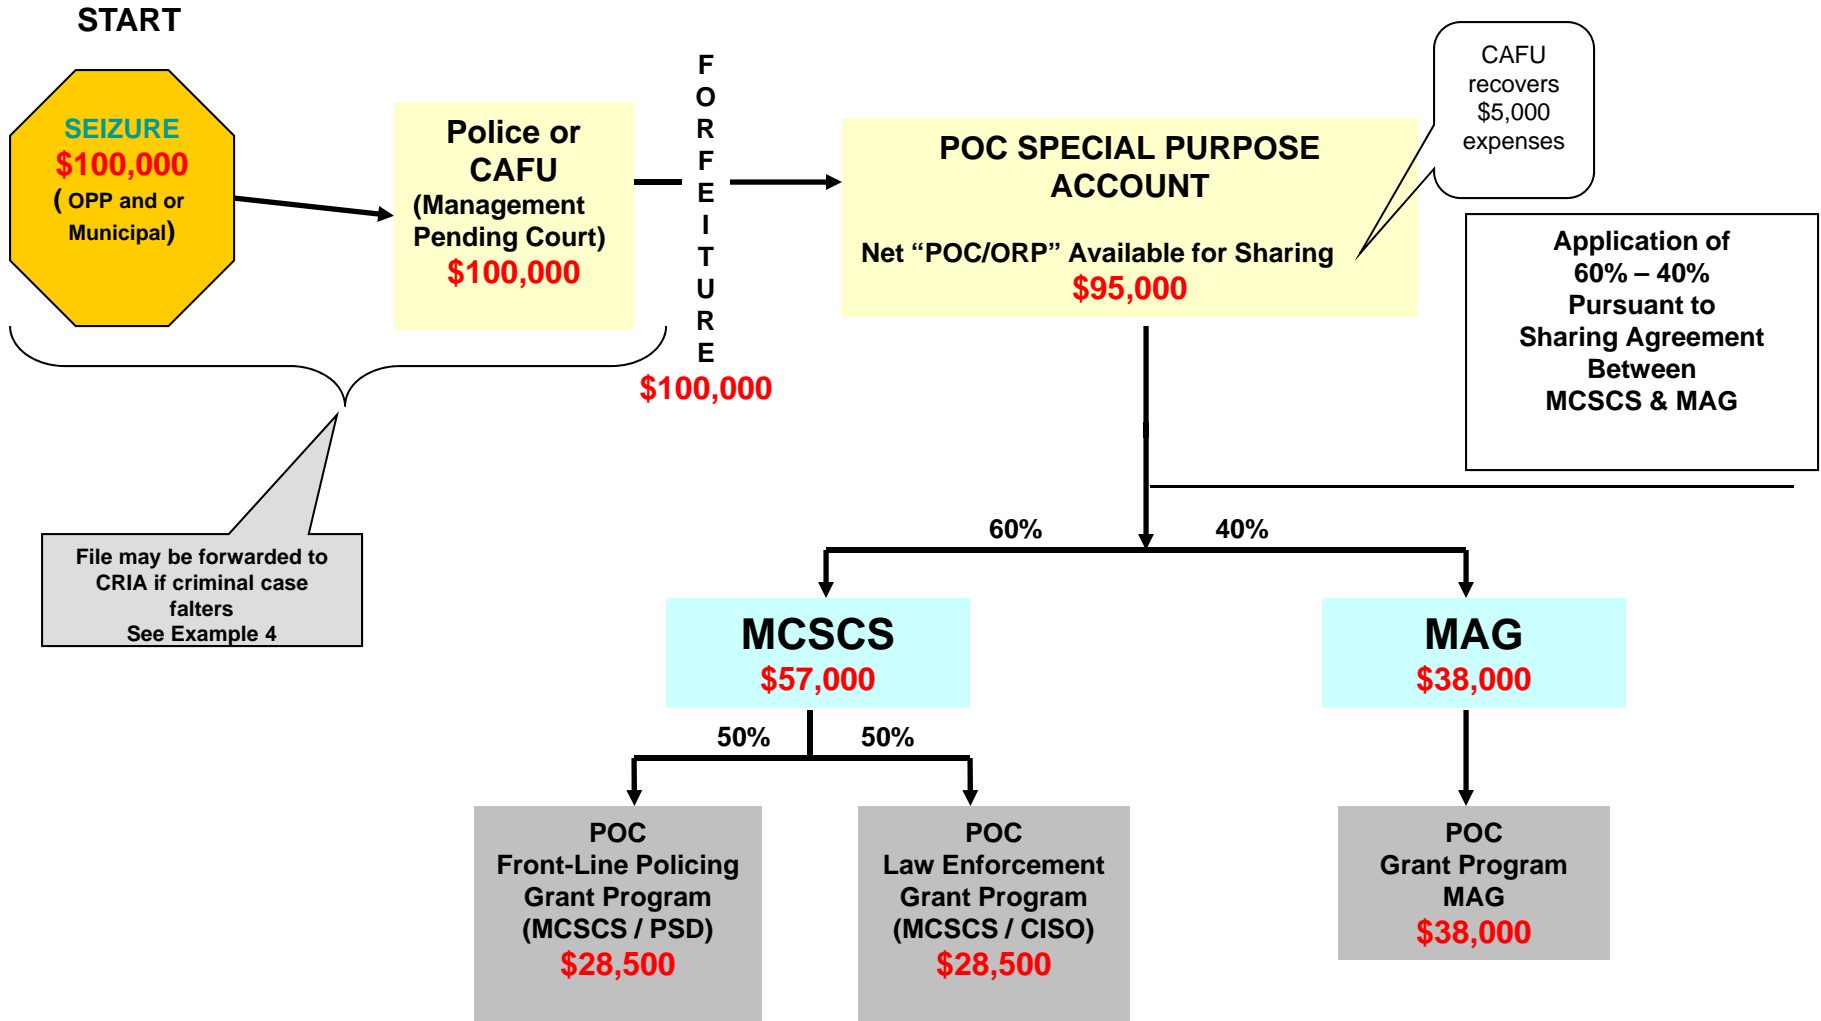 START
SEIZURE
$100,000
( OPP and or
Municipal)
Police or
CAFU
(Management
Pending Court)
$100,000
F
O
R
F
E
I
T
U
R
E
$100,000
POC SPECIAL PURPOSE
ACCOUNT
Net “POC/ORP” Available for Sharing
$95,000
CAFU
recovers
$5,000
expenses
Application of
60% – 40%
Pursuant to
Sharing Agreement
Between
MCSCS & MAG
File may be forwarded to
CRIA if criminal case
falters
See Example 4
60%
40%
MCSCS
$57,000
MAG
$38,000
50%
50%
POC
Front-Line Policing
Grant Program
(MCSCS / PSD)
$28,500
POC
Law Enforcement
Grant Program
(MCSCS / CISO)
$28,500
POC
Grant Program
MAG
$38,000